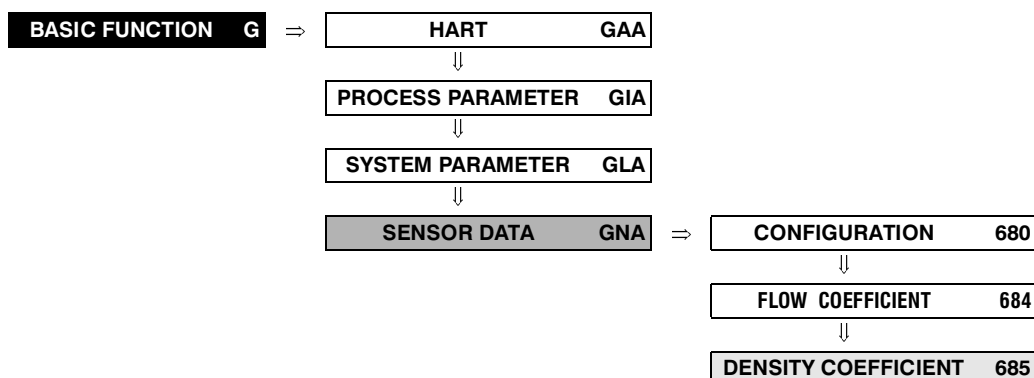 BASIC FUNCTION G ⇒ HART GAA
⇓
PROCESS PARAMETER GIA
⇓
SYSTEM PARAMETER GLA
⇓
SENSOR DATA GNA ⇒ CONFIGURATION 680
⇓
FLOW COEFFICIENT 684
⇓
DENSITY COEFFICIENT 685